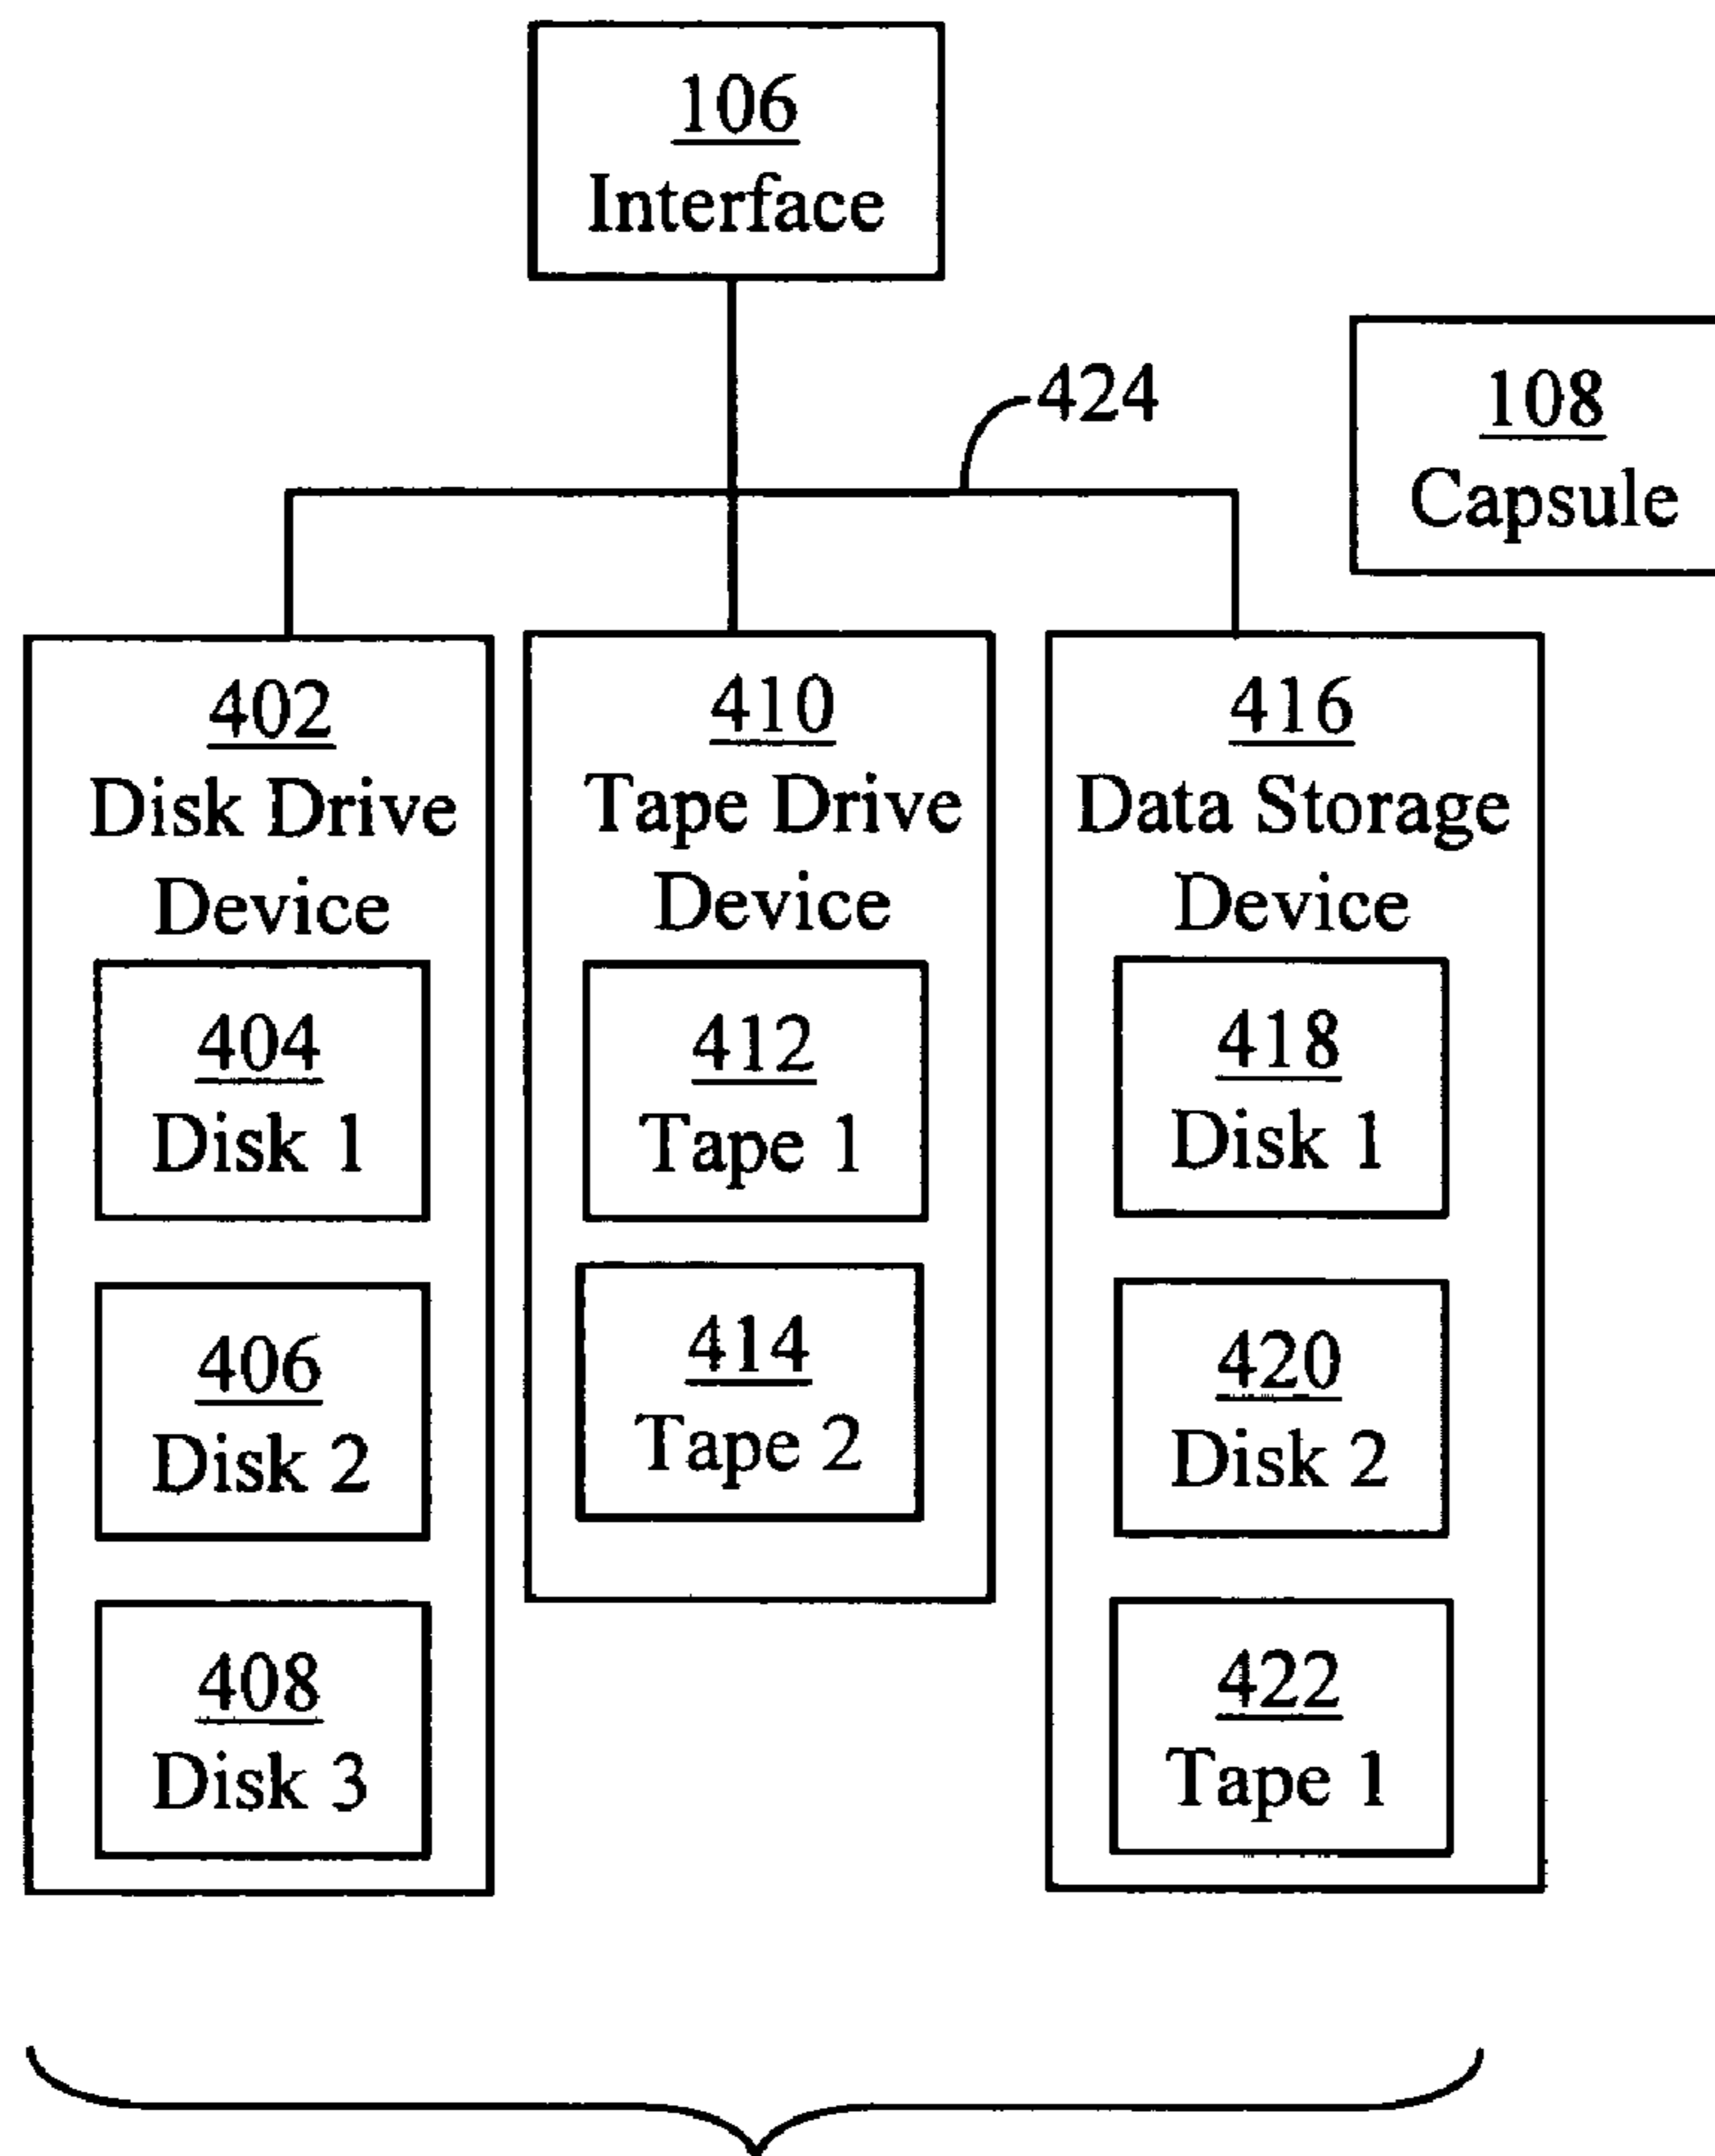 106
Interface
424
108
Capsule
402
Disk Drive
Device
404
Disk 1
406
Disk 2
408
Disk 3
410
Tape Drive
Device
412
Tape 1
414
Tape 2
416
Data Storage
Device
418
Disk 1
420
Disk 2
422
Tape 1